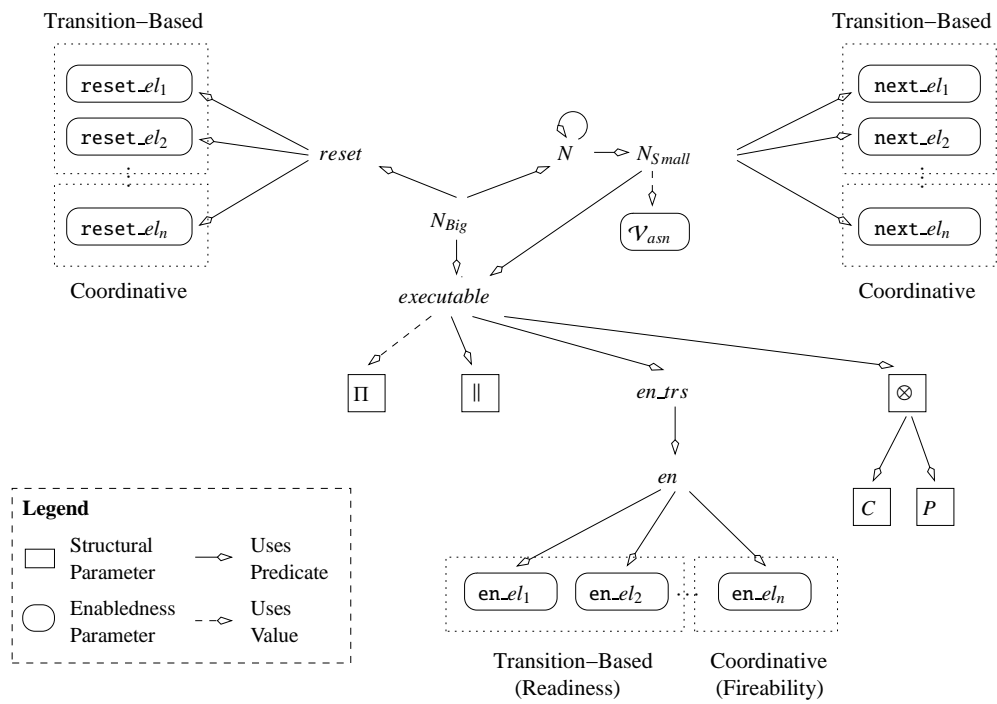 Transition−Based
Transition−Based
reset_el1
next_el1
reset_el2
next_el2
reset
N
NSmall
⋮
⋮
reset_eln
NBig
𝒱asn
next_eln
Coordinative
Coordinative
executable
Π
||
en_trs
⊗
en
C
P
Legend
Structural
Parameter
Uses
Predicate
Enabledness
Parameter
Uses
Value
en_el1
en_el2
...
en_eln
Transition−Based
(Readiness)
Coordinative
(Fireability)